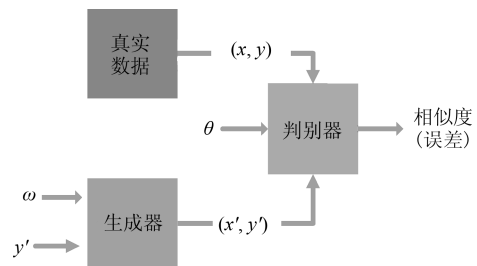 真实
数据
(x, y)
θ
判别器
相似度
(误差)
ω
生成器
(x′, y′)
y′